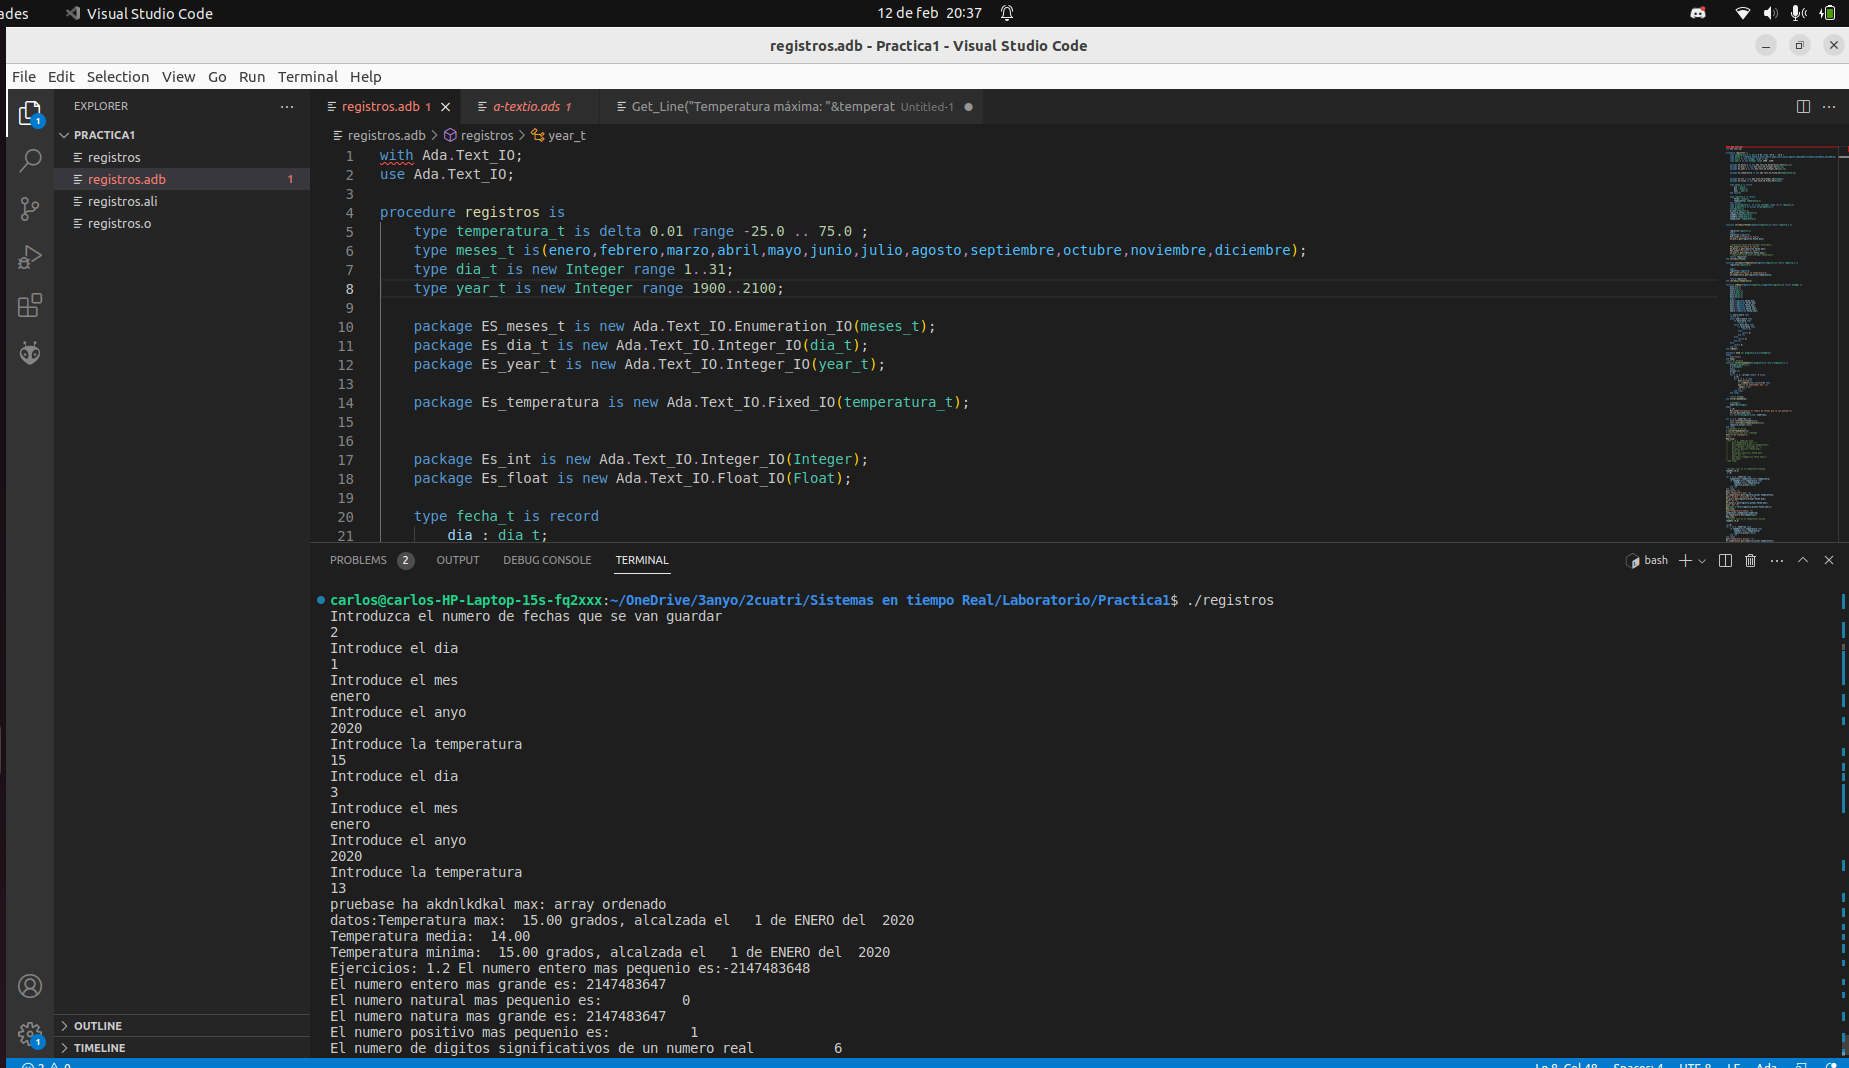 ades Visual Studio Code 12 de feb 20:37
registros.adb - Practica1 - Visual Studio Code
File Edit Selection View Go Run Terminal Help
EXPLORER
PRACTICA1
registros
registros.adb 1
registros.ali
registros.o
OUTLINE
TIMELINE
1
1
registros.adb 1 a-textio.ads 1 Get_Line("Temperatura máxima: "&temperat Untitled-1
registros.adb > registros > year_t
1 with Ada.Text_IO;
2 use Ada.Text_IO;
3
4 procedure registros is
5 type temperatura_t is delta 0.01 range -25.0 .. 75.0 ;
6 type meses_t is(enero,febrero,marzo,abril,mayo,junio,julio,agosto,septiembre,octubre,noviembre,diciembre);
7 type dia_t is new Integer range 1..31;
8 type year_t is new Integer range 1900..2100;
9
10 package ES_meses_t is new Ada.Text_IO.Enumeration_IO(meses_t);
11 package Es_dia_t is new Ada.Text_IO.Integer_IO(dia_t);
12 package Es_year_t is new Ada.Text_IO.Integer_IO(year_t);
13
14 package Es_temperatura is new Ada.Text_IO.Fixed_IO(temperatura_t);
15
16
17 package Es_int is new Ada.Text_IO.Integer_IO(Integer);
18 package Es_float is new Ada.Text_IO.Float_IO(Float);
19
20 type fecha_t is record
21 dia : dia_t;
PROBLEMS 2 OUTPUT DEBUG CONSOLE TERMINAL bash
carlos@carlos-HP-Laptop-15s-fq2xxx:~/OneDrive/3anyo/2cuatri/Sistemas en tiempo Real/Laboratorio/Practica1$ ./registros
Introduzca el numero de fechas que se van guardar
2
Introduce el dia
1
Introduce el mes
enero
Introduce el anyo
2020
Introduce la temperatura
15
Introduce el dia
3
Introduce el mes
enero
Introduce el anyo
2020
Introduce la temperatura
13
pruebase ha akdnlkdkal max: array ordenado
datos:Temperatura max:  15.00 grados, alcalzada el   1 de ENERO del  2020
Temperatura media:  14.00
Temperatura minima:  15.00 grados, alcalzada el   1 de ENERO del  2020
Ejercicios: 1.2 El numero entero mas pequenio es:-2147483648
El numero entero mas grande es: 2147483647
El numero natural mas pequenio es:          0
El numero natura mas grande es: 2147483647
El numero positivo mas pequenio es:          1
El numero de digitos significativos de un numero real          6
Ln 8, Col 48 Spaces: 4 UTF-8 LF Ada